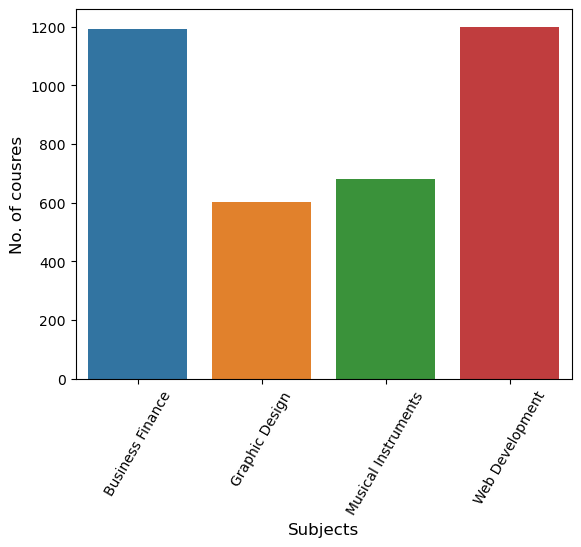 No. of cousres
1200
1000
800
600
400
200
0
Business Finance
Graphic Design
Musical Instruments
Web Development
Subjects